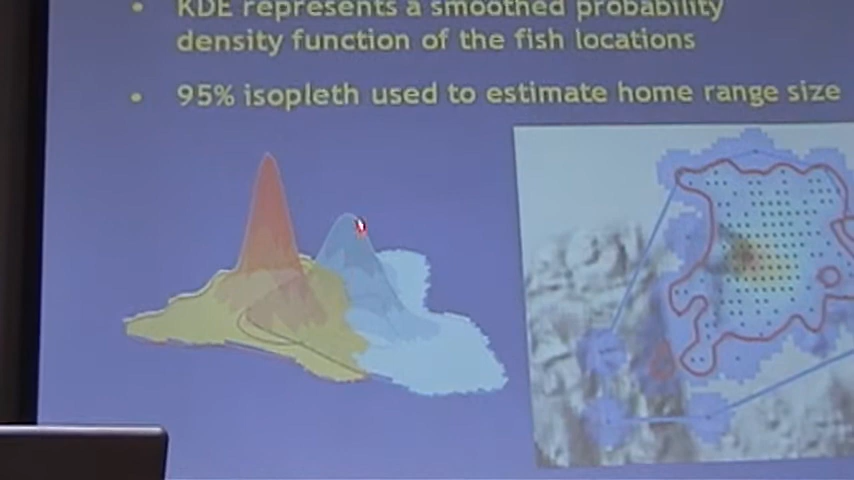 • KDE represents a smoothed probability
density function of the fish locations
• 95% isopleth used to estimate home range size